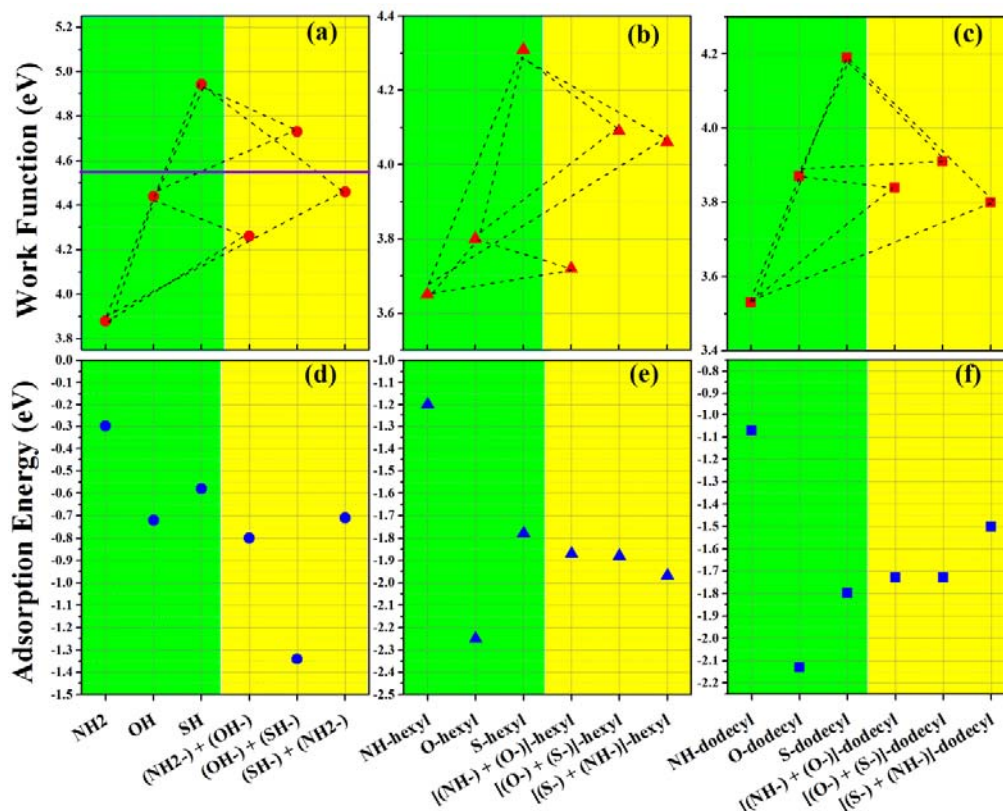 (a)
(b)
(c)
Work Function (eV)
5.2
5.0
4.8
4.6
4.4
4.2
4.0
3.8
4.4
4.2
4.0
3.8
3.6
4.2
4.0
3.8
3.6
3.4
(d)
(e)
(f)
Adsorption Energy (eV)
0.0
-0.1
-0.2
-0.3
-0.4
-0.5
-0.6
-0.7
-0.8
-0.9
-1.0
-1.1
-1.2
-1.3
-1.4
-1.5
-1.0
-1.1
-1.2
-1.3
-1.4
-1.5
-1.6
-1.7
-1.8
-1.9
-2.0
-2.1
-2.2
-2.3
-2.4
-2.5
-0.8
-0.9
-1.0
-1.1
-1.2
-1.3
-1.4
-1.5
-1.6
-1.7
-1.8
-1.9
-2.0
-2.1
-2.2
NH2
OH
SH
(NH2-) + (OH-)
(OH-) + (SH-)
(SH-) + (NH2-)
NH-hexyl
O-hexyl
S-hexyl
[(NH-) + (O-)]-hexyl
[(O-) + (S-)]-hexyl
[(S-) + (NH-)]-hexyl
NH-dodecyl
O-dodecyl
S-dodecyl
[(NH-) + (O-)]-dodecyl
[(O-) + (S-)]-dodecyl
[(S-) + (NH-)]-dodecyl